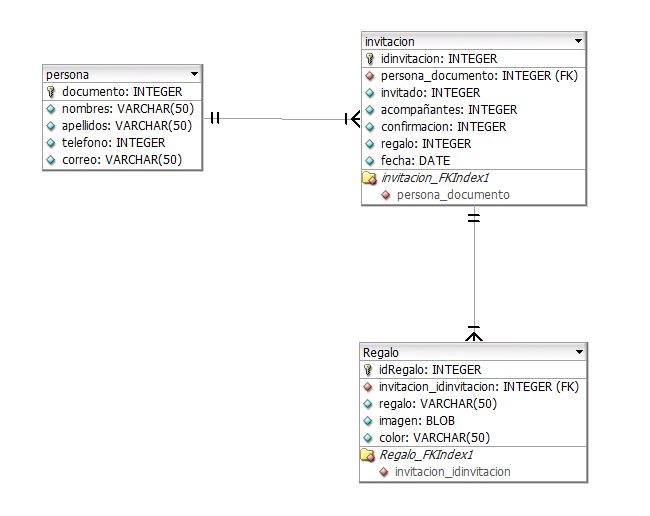 persona
documento: INTEGER
nombres: VARCHAR(50)
apellidos: VARCHAR(50)
telefono: INTEGER
correo: VARCHAR(50)
invitacion
idinvitacion: INTEGER
persona_documento: INTEGER (FK)
invitado: INTEGER
acompañantes: INTEGER
confirmacion: INTEGER
regalo: INTEGER
fecha: DATE
invitacion_FKIndex1
persona_documento
Regalo
idRegalo: INTEGER
invitacion_idinvitacion: INTEGER (FK)
regalo: VARCHAR(50)
imagen: BLOB
color: VARCHAR(50)
Regalo_FKIndex1
invitacion_idinvitacion